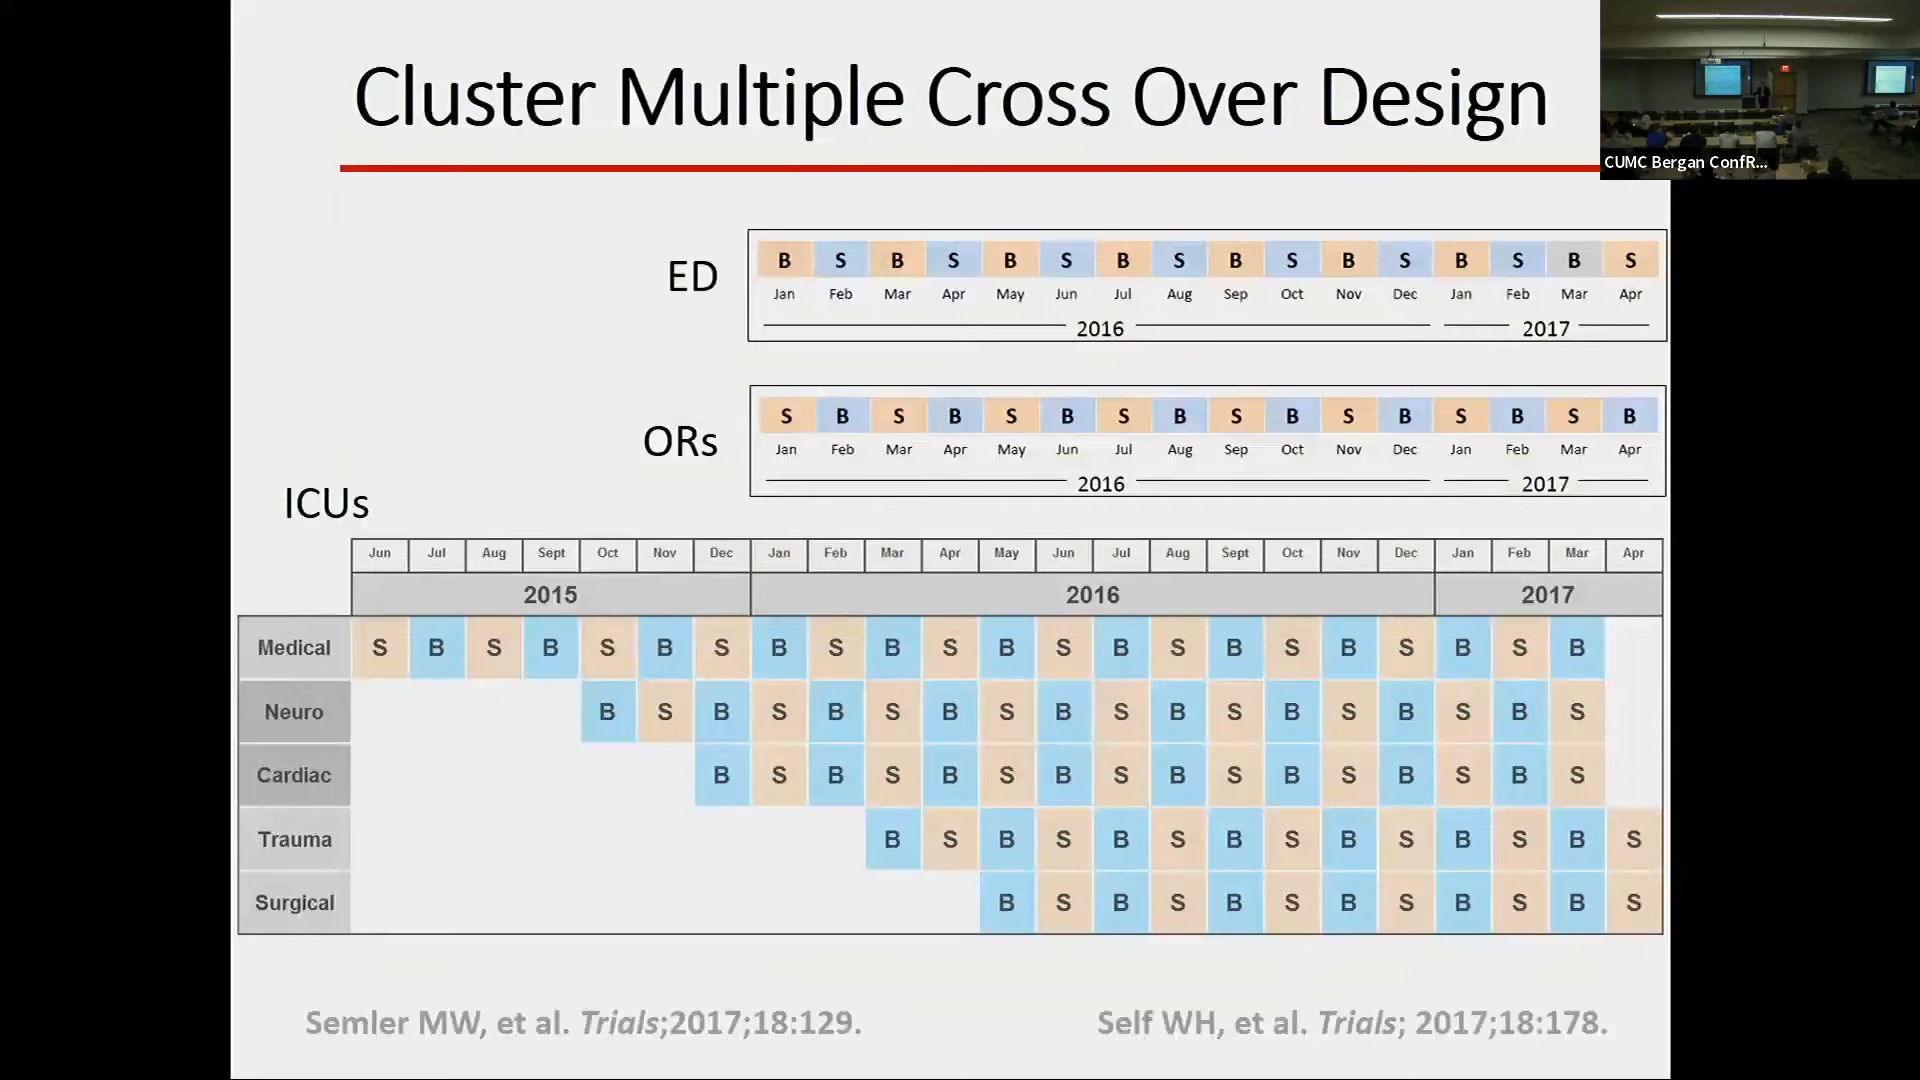 Cluster Multiple Cross Over Design
CUMC Bergan ConfR...
ED
B S B S B S B S B S B S B S B S
Jan Feb Mar Apr May Jun Jul Aug Sep Oct Nov Dec Jan Feb Mar Apr
2016 2017
ORs
S B S B S B S B S B S B S B S B
Jan Feb Mar Apr May Jun Jul Aug Sep Oct Nov Dec Jan Feb Mar Apr
2016 2017
ICUs
Jun Jul Aug Sept Oct Nov Dec Jan Feb Mar Apr May Jun Jul Aug Sept Oct Nov Dec Jan Feb Mar Apr
2015 2016 2017
Medical S B S B S B S B S B S B S B S B S B S B S B
Neuro B S B S B S B S B S B S B S B S B S
Cardiac B S B S B S B S B S B S B S B S
Trauma B S B S B S B S B S B S B S
Surgical B S B S B S B S B S B S
Semler MW, et al. Trials;2017;18:129.
Self WH, et al. Trials; 2017;18:178.